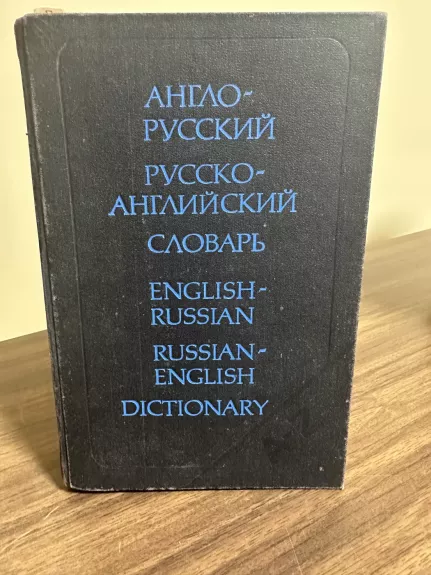 АНГЛО-
РУССКИЙ
РУССКО-
АНГЛИЙСКИЙ
СЛОВАРЬ
ENGLISH-
RUSSIAN
RUSSIAN-
ENGLISH
DICTIONARY